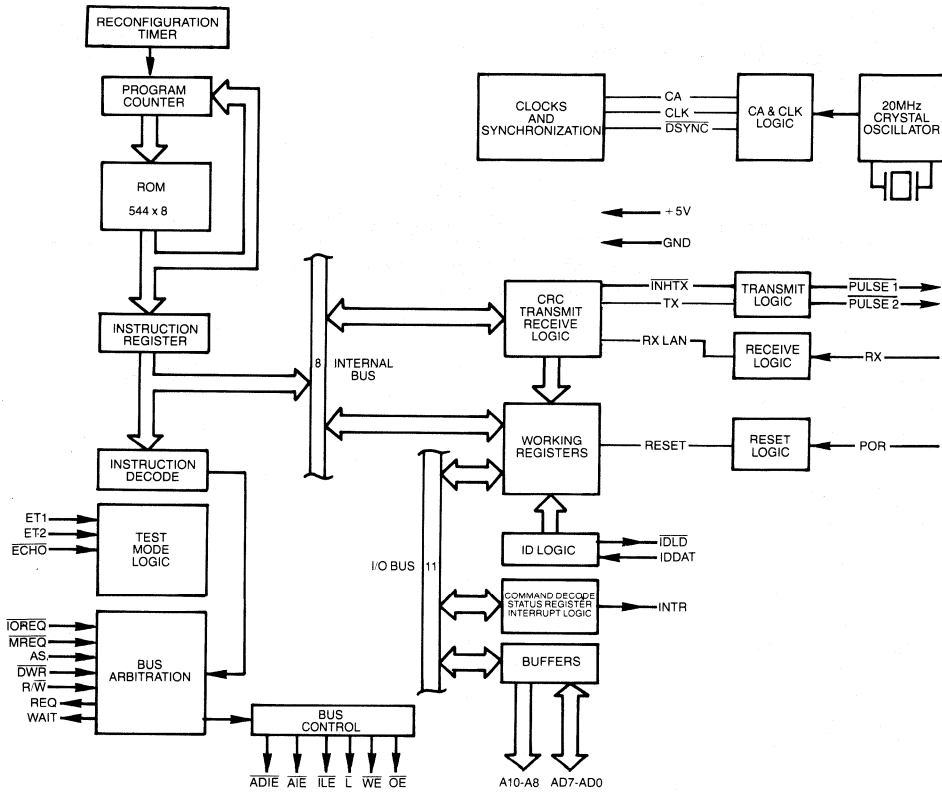 RECONFIGURATION
TIMER
PROGRAM
COUNTER
ROM
544 x 8
INSTRUCTION
REGISTER
INSTRUCTION
DECODE
ET1
ET2
ECHO
TEST
MODE
LOGIC
IOREQ
MREQ
AS
DWR
R/W
REQ
WAIT
BUS
ARBITRATION
BUS
CONTROL
ADIE
AIE
ILE
L
WE
OE
8
INTERNAL
BUS
I/O BUS
11
CLOCKS
AND
SYNCHRONIZATION
CA
CLK
DSYNC
CA & CLK
LOGIC
20MHz
CRYSTAL
OSCILLATOR
+5V
GND
CRC
TRANSMIT
RECEIVE
LOGIC
INHTX
TX
RX LAN
TRANSMIT
LOGIC
PULSE 1
PULSE 2
RECEIVE
LOGIC
RX
WORKING
REGISTERS
RESET
RESET
LOGIC
POR
ID LOGIC
IDLD
IDDAT
COMMAND DECODE
STATUS REGISTER
INTERRUPT LOGIC
INTR
BUFFERS
A10-A8
AD7-AD0